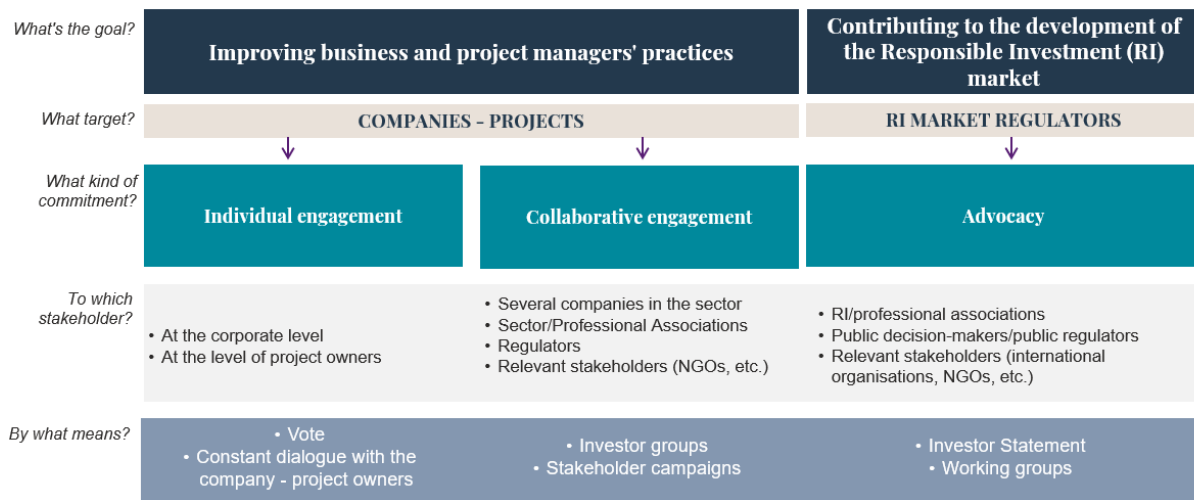 What's the goal?
Improving business and project managers' practices
Contributing to the development of
the Responsible Investment (RI)
market
What target?
COMPANIES - PROJECTS
RI MARKET REGULATORS
What kind of
commitment?
Individual engagement
Collaborative engagement
Advocacy
To which
stakeholder?
• At the corporate level
• At the level of project owners
• Several companies in the sector
• Sector/Professional Associations
• Regulators
• Relevant stakeholders (NGOs, etc.)
• RI/professional associations
• Public decision-makers/public regulators
• Relevant stakeholders (international
organisations, NGOs, etc.)
By what means?
• Vote
• Constant dialogue with the
company - project owners
• Investor groups
• Stakeholder campaigns
• Investor Statement
• Working groups